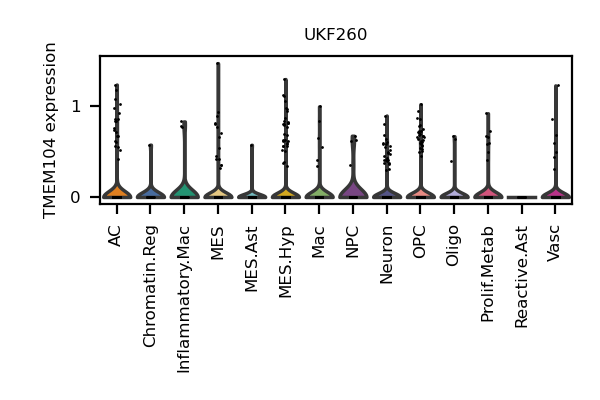 UKF260
TMEM104 expression
1
0
AC
Chromatin.Reg
Inflammatory.Mac
MES
MES.Ast
MES.Hyp
Mac
NPC
Neuron
OPC
Oligo
Prolif.Metab
Reactive.Ast
Vasc